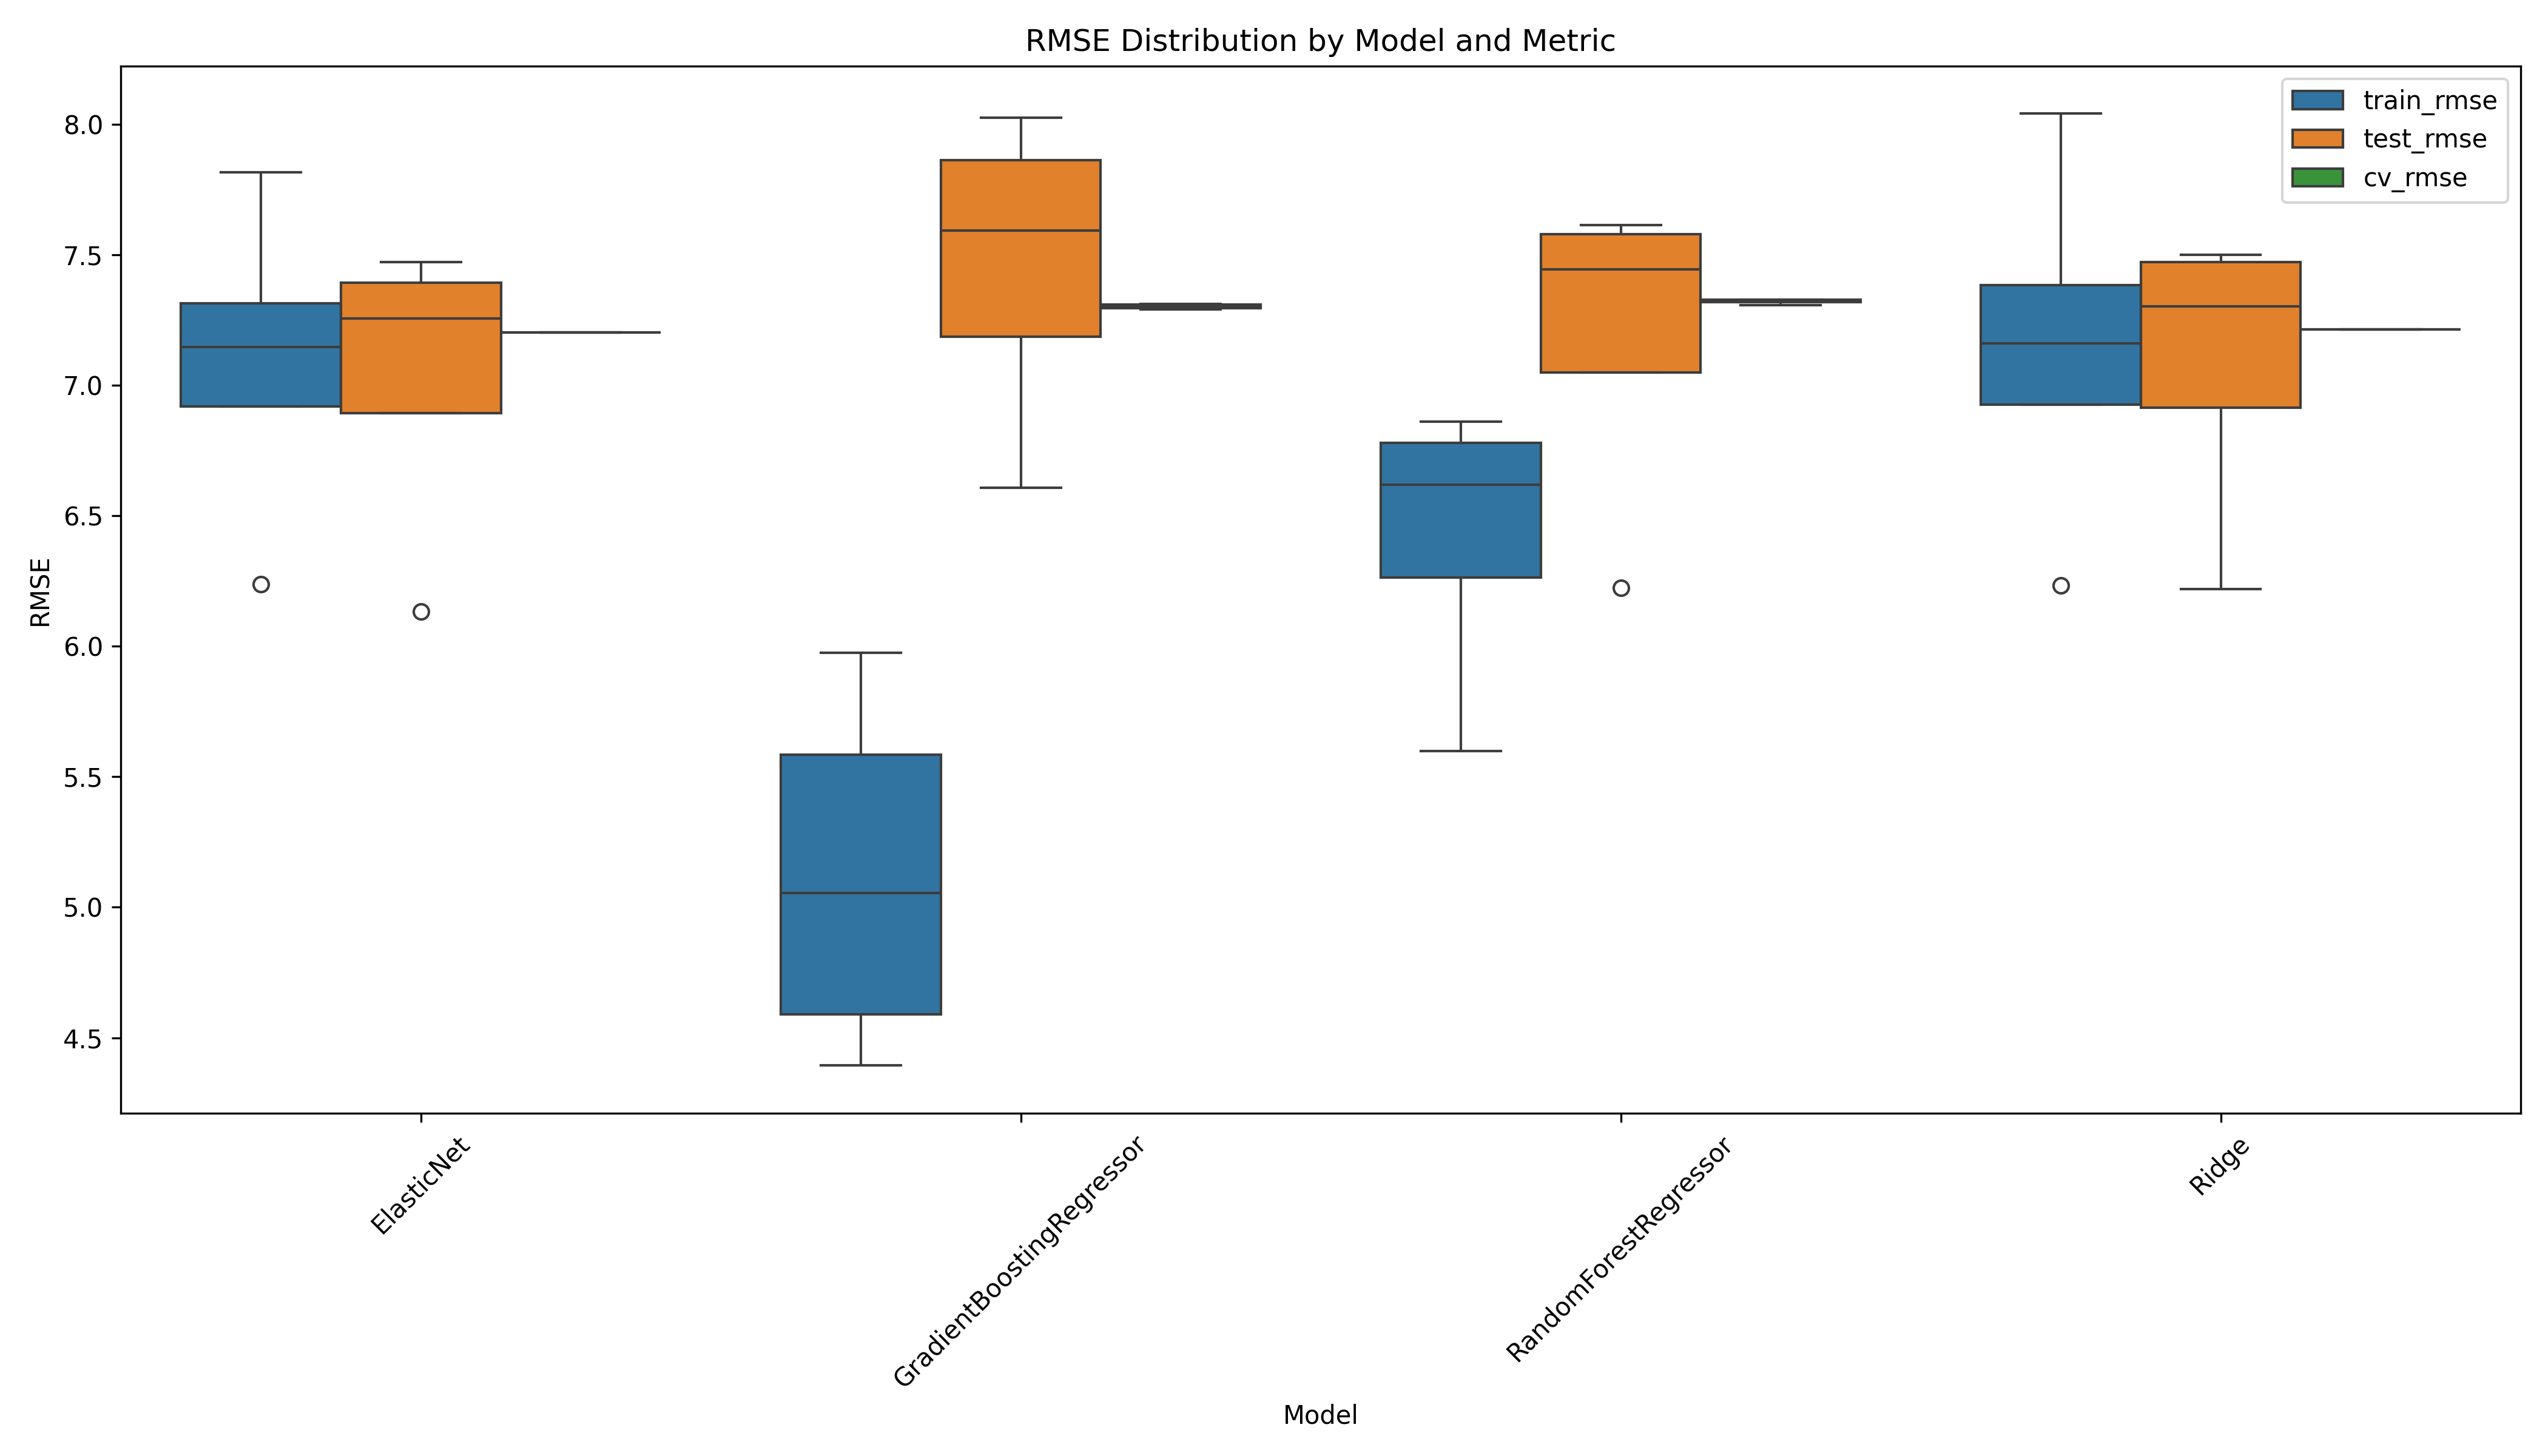 RMSE Distribution by Model and Metric
train_rmse
test_rmse
cv_rmse
8.0
7.5
7.0
6.5
6.0
5.5
5.0
4.5
RMSE
ElasticNet
GradientBoostingRegressor
RandomForestRegressor
Ridge
Model